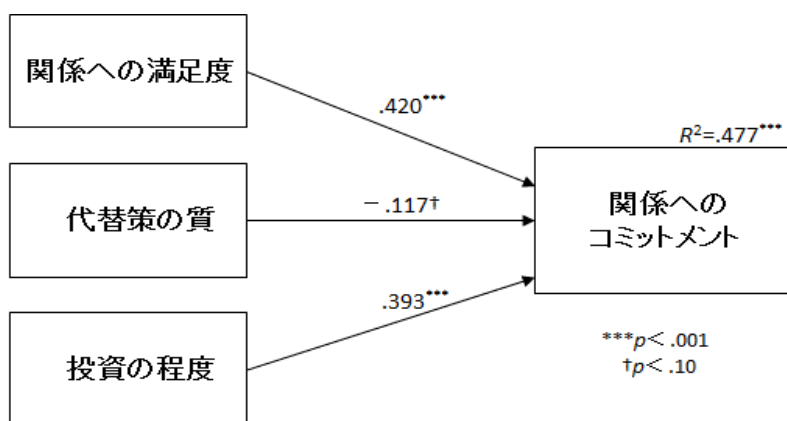 関係への満足度
.420***
R²=.477***
代替策の質
－.117†
関係への
コミットメント
.393***
投資の程度
***p＜.001
†p＜.10